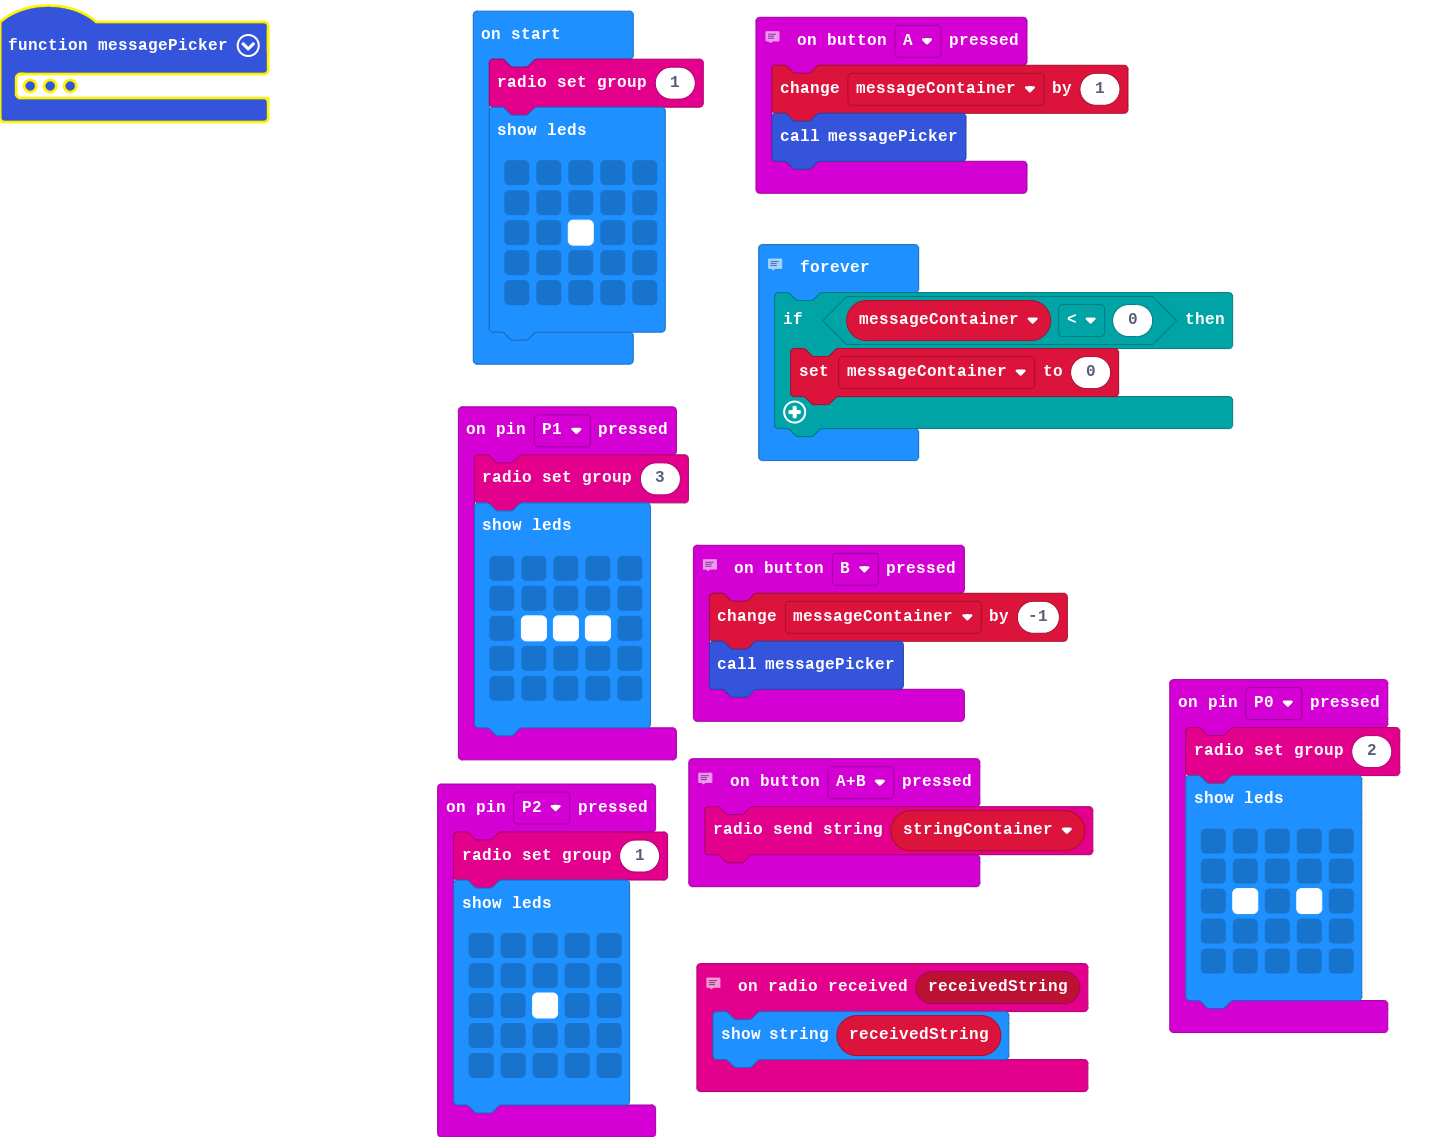 function messagePicker
on start
radio set group 1
show leds
on button A pressed
change messageContainer by 1
call messagePicker
forever
if messageContainer < 0 then
set messageContainer to 0
on pin P1 pressed
radio set group 3
show leds
on button B pressed
change messageContainer by -1
call messagePicker
on pin P0 pressed
radio set group 2
show leds
on button A+B pressed
radio send string stringContainer
on pin P2 pressed
radio set group 1
show leds
on radio received receivedString
show string receivedString